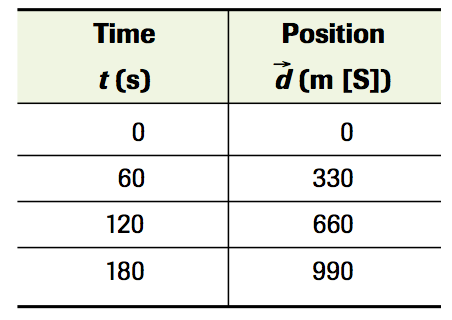 Time Position
t (s) d⃗ (m [S])
0 0
60 330
120 660
180 990